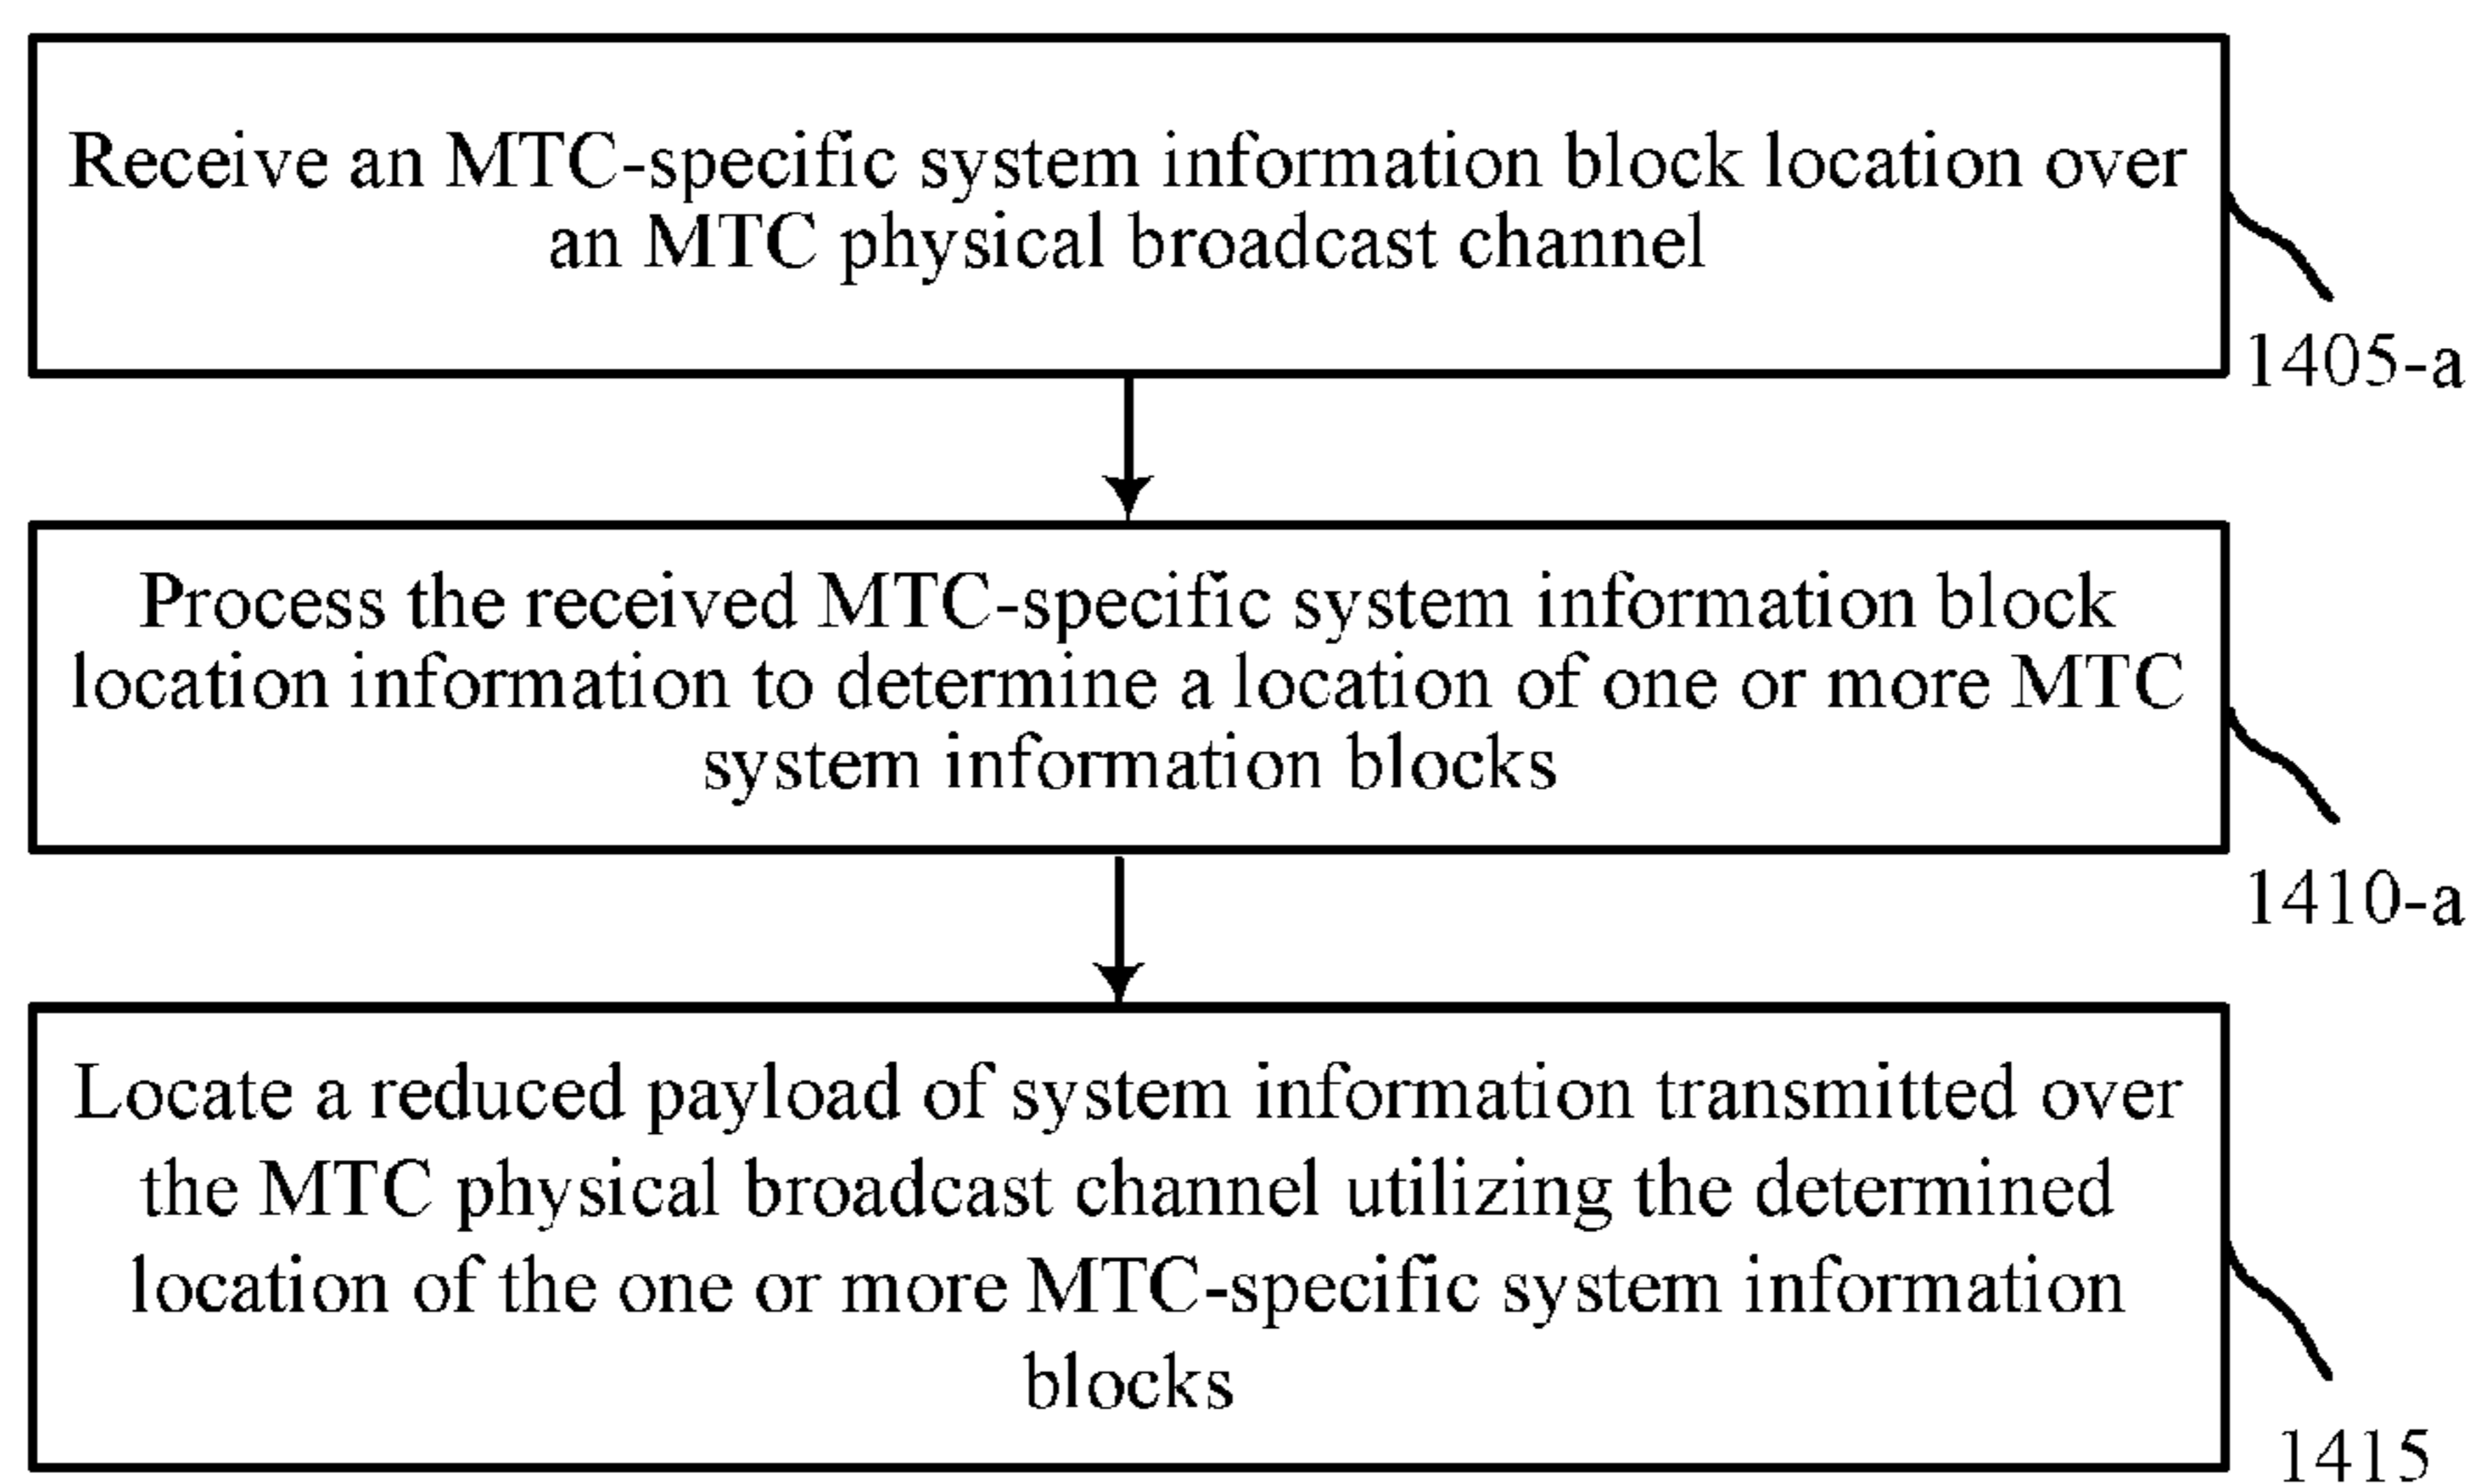 Receive an MTC-specific system information block location over
an MTC physical broadcast channel
1405-a
Process the received MTC-specific system information block
location information to determine a location of one or more MTC
system information blocks
1410-a
Locate a reduced payload of system information transmitted over
the MTC physical broadcast channel utilizing the determined
location of the one or more MTC-specific system information
blocks
1415